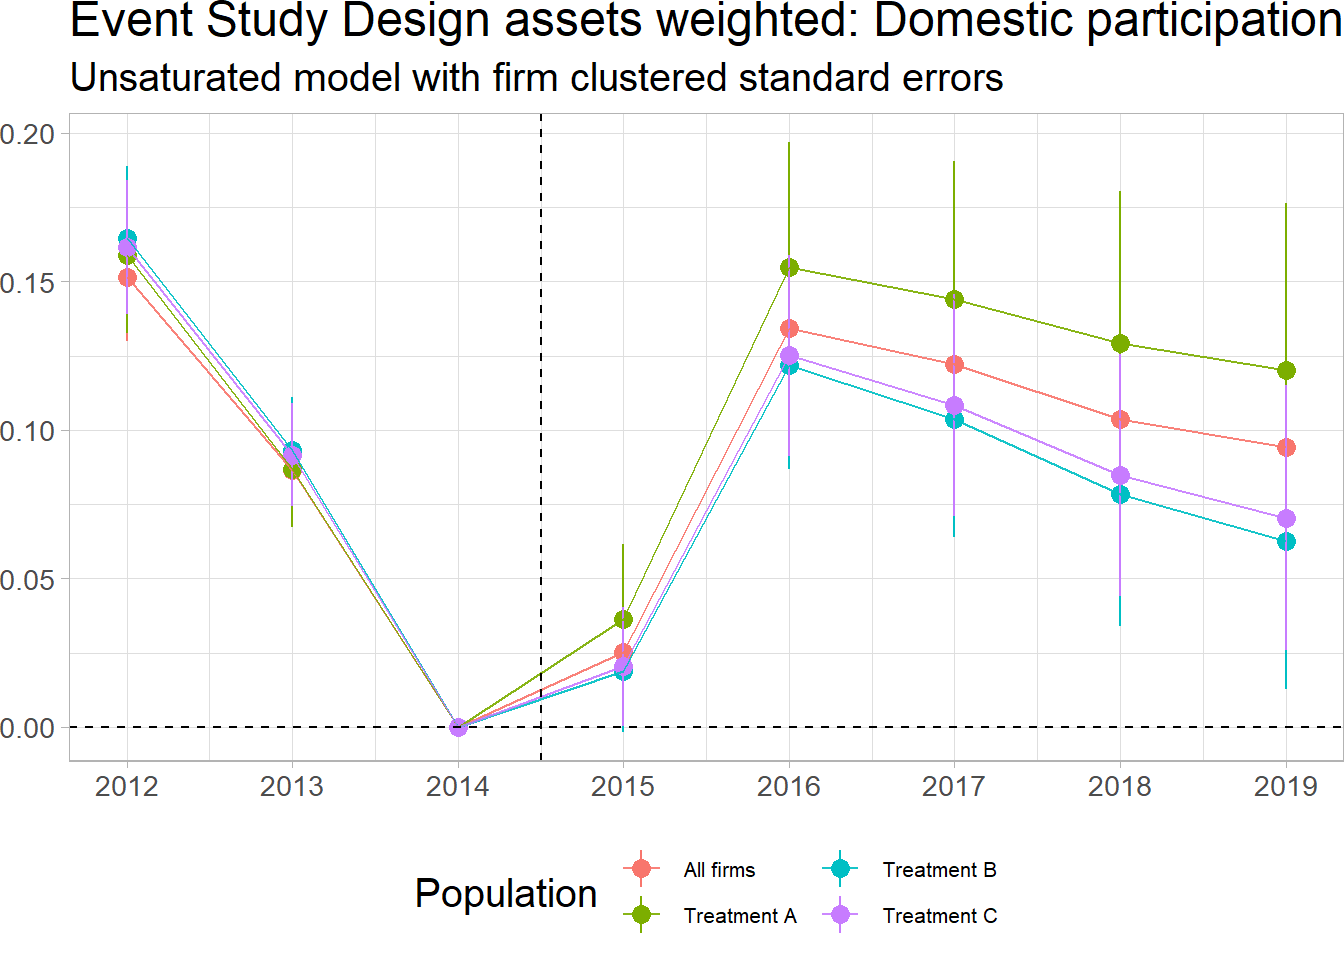 Event Study Design assets weighted: Domestic participation
Unsaturated model with firm clustered standard errors
0.20
0.15
0.10
0.05
0.00
2012 2013 2014 2015 2016 2017 2018 2019
Population
All firms
Treatment A
Treatment B
Treatment C